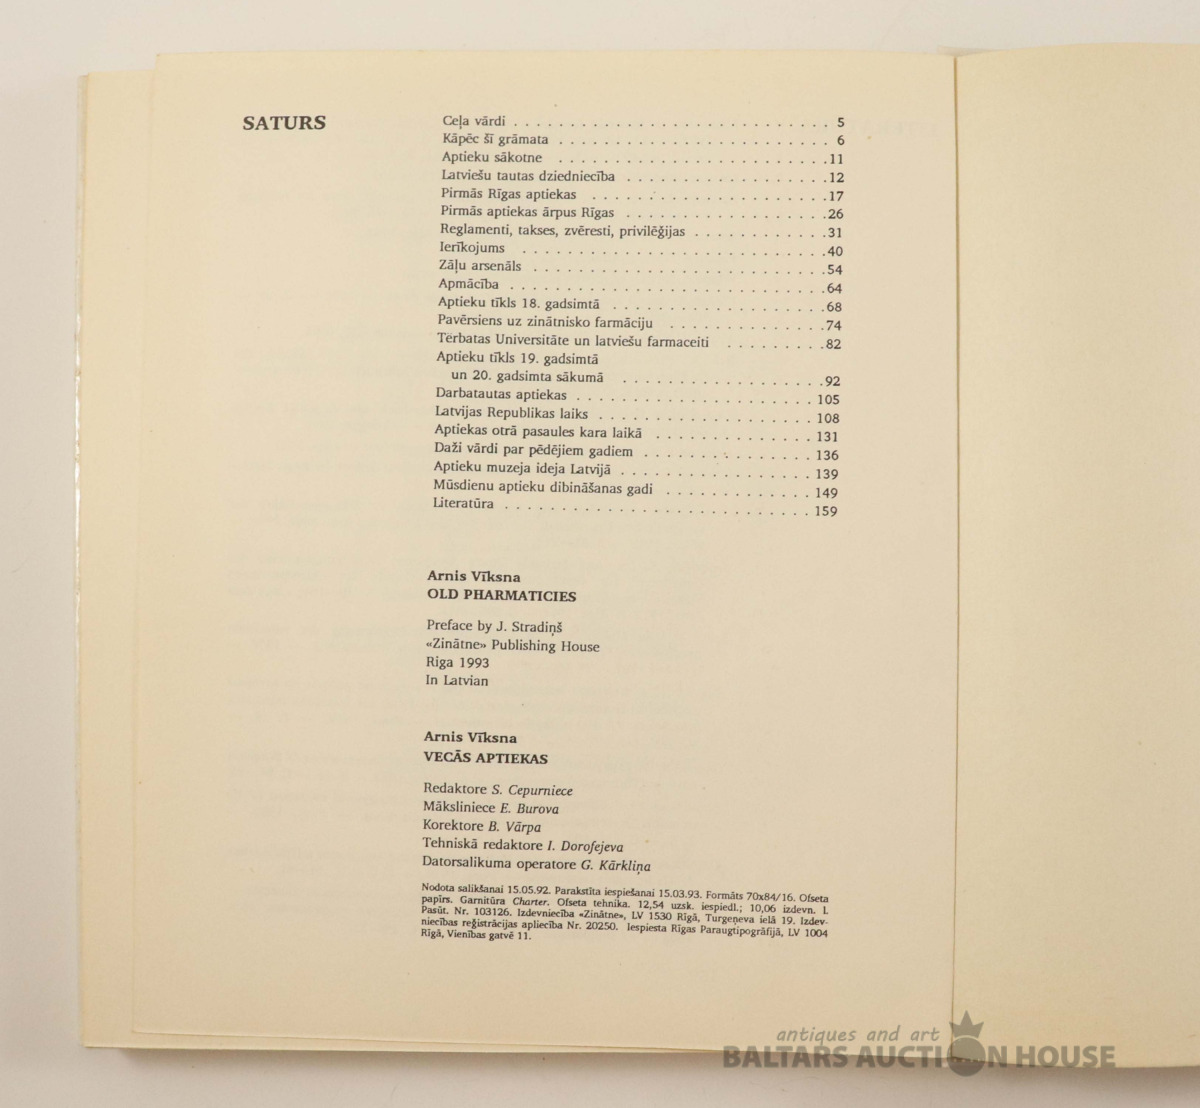 SATURS
Ceļa vārdi . . . . . . . . . . . . . . . . . . . . . . . . . . . . 5
Kāpēc šī grāmata . . . . . . . . . . . . . . . . . . . . . . . . 6
Aptieku sākotne . . . . . . . . . . . . . . . . . . . . . . . . 11
Latviešu tautas dziedniecība . . . . . . . . . . . . . . . . . . 12
Pirmās Rīgas aptiekas . . . . . . . . . . . . . . . . . . . . . 17
Pirmās aptiekas ārpus Rīgas . . . . . . . . . . . . . . . . . . 26
Reglamenti, takses, zvēresti, privilēģijas . . . . . . . . . . . . 31
Ierīkojums . . . . . . . . . . . . . . . . . . . . . . . . . . . 40
Zāļu arsenāls . . . . . . . . . . . . . . . . . . . . . . . . . . 54
Apmācība . . . . . . . . . . . . . . . . . . . . . . . . . . . . 64
Aptieku tīkls 18. gadsimtā . . . . . . . . . . . . . . . . . . . 68
Pavērsiens uz zinātnisko farmāciju . . . . . . . . . . . . . . 74
Tērbatas Universitāte un latviešu farmaceiti . . . . . . . . . 82
Aptieku tīkls 19. gadsimtā
un 20. gadsimta sākumā . . . . . . . . . . . . . . . . . . 92
Darbatautas aptiekas . . . . . . . . . . . . . . . . . . . . . 105
Latvijas Republikas laiks . . . . . . . . . . . . . . . . . . . 108
Aptiekas otrā pasaules kara laikā . . . . . . . . . . . . . . 131
Daži vārdi par pēdējiem gadiem . . . . . . . . . . . . . . . 136
Aptieku muzeja ideja Latvijā . . . . . . . . . . . . . . . . . 139
Mūsdienu aptieku dibināšanas gadi . . . . . . . . . . . . . 149
Literatūra . . . . . . . . . . . . . . . . . . . . . . . . . . . 159
Arnis Vīksna
OLD PHARMATICIES
Preface by J. Stradiņš
«Zinātne» Publishing House
Riga 1993
In Latvian
Arnis Vīksna
VECĀS APTIEKAS
Redaktore S. Cepurniece
Māksliniece E. Burova
Korektore B. Vārpa
Tehniskā redaktore I. Dorofejeva
Datorsalikuma operatore G. Kārkliņa
Nodota salikšanai 15.05.92. Parakstīta iespiešanai 15.03.93. Formāts 70x84/16. Ofseta
papīrs. Garnitūra Charter. Ofseta tehnika. 12,54 uzsk. iespiedl.; 10,06 izdevn. l.
Pasūt. Nr. 103126. Izdevniecība «Zinātne», LV 1530 Rīgā, Turgeņeva ielā 19. Izdev-
niecības reģistrācijas apliecība Nr. 20250. Iespiesta Rīgas Paraugtipogrāfijā, LV 1004
Rīgā, Vienības gatvē 11.
antiques and art
BALTARS AUCTION HOUSE